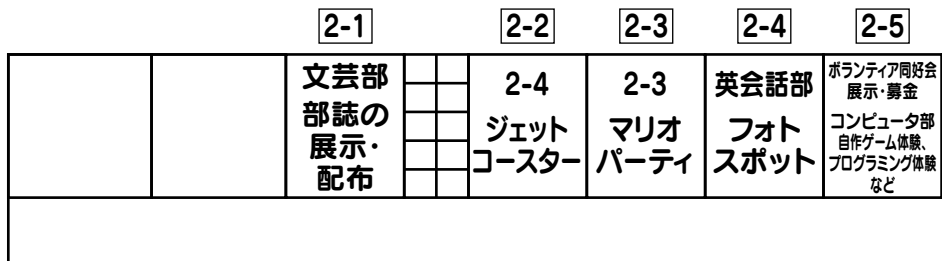 2-1
2-2
2-3
2-4
2-5
文芸部
部誌の
展示・
配布
2-4
ジェット
コースター
2-3
マリオ
パーティ
英会話部
フォト
スポット
ボランティア同好会
展示・募金
コンピュータ部
自作ゲーム体験、
プログラミング体験
など